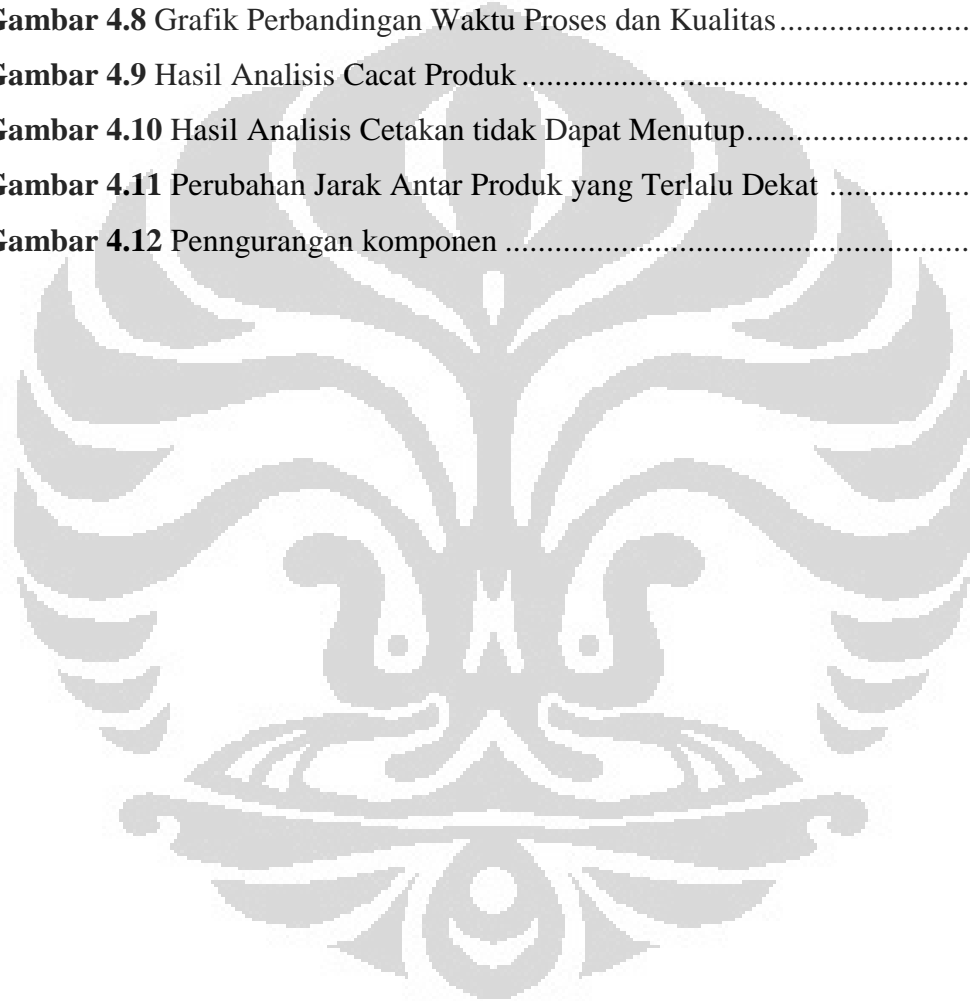 Gambar 4.8 Grafik Perbandingan Waktu Proses dan Kualitas........................
Gambar 4.9 Hasil Analisis Cacat Produk.......................................................
Gambar 4.10 Hasil Analisis Cetakan tidak Dapat Menutup...........................
Gambar 4.11 Perubahan Jarak Antar Produk yang Terlalu Dekat .................
Gambar 4.12 Penngurangan komponen .........................................................